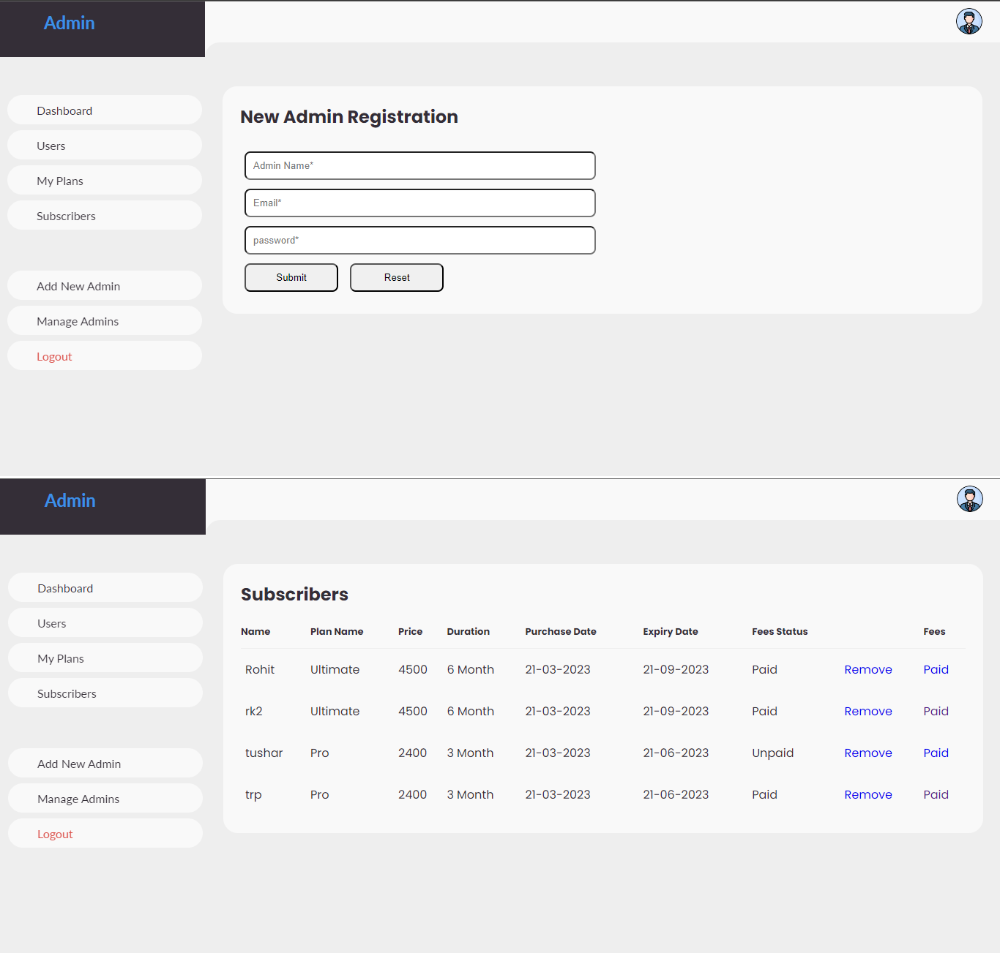 Admin
Dashboard
Users
My Plans
Subscribers
Add New Admin
Manage Admins
Logout
New Admin Registration
Admin Name*
Email*
password*
Submit Reset
Admin
Dashboard
Users
My Plans
Subscribers
Add New Admin
Manage Admins
Logout
Subscribers
Name Plan Name Price Duration Purchase Date Expiry Date Fees Status Fees
Rohit Ultimate 4500 6 Month 21-03-2023 21-09-2023 Paid Remove Paid
rk2 Ultimate 4500 6 Month 21-03-2023 21-09-2023 Paid Remove Paid
tushar Pro 2400 3 Month 21-03-2023 21-06-2023 Unpaid Remove Paid
trp Pro 2400 3 Month 21-03-2023 21-06-2023 Paid Remove Paid